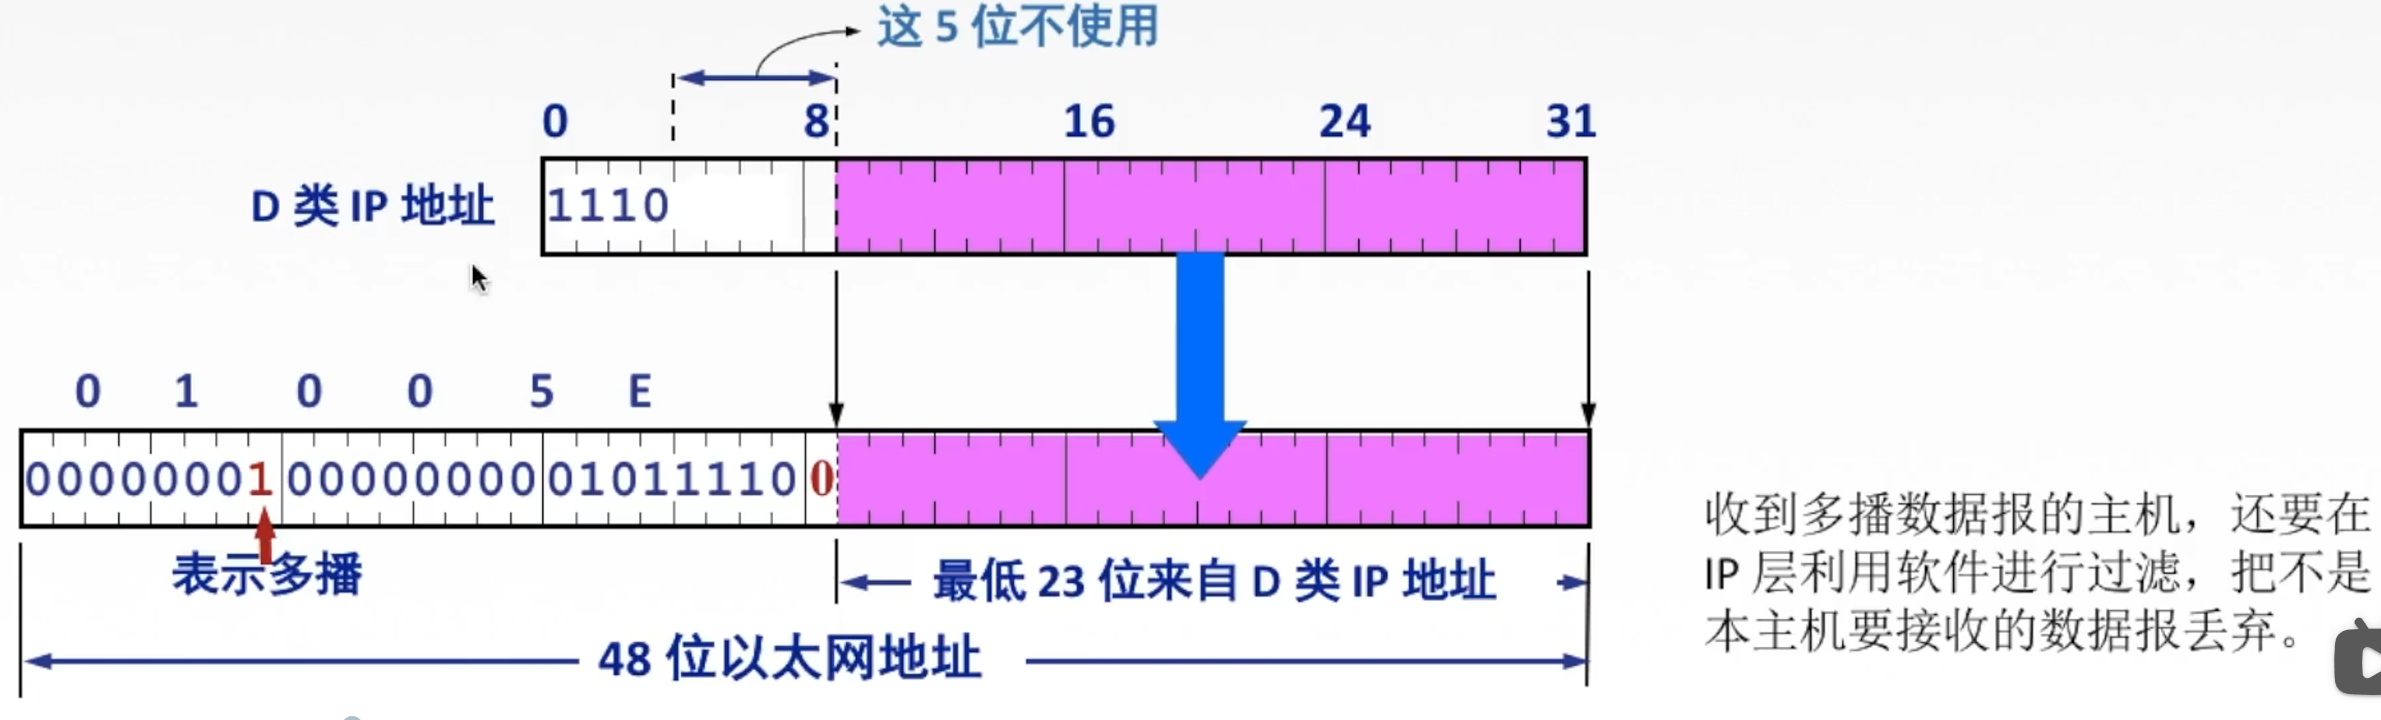 这 5 位不使用
0 8 16 24 31
D 类 IP 地址 1110
0 1 0 0 5 E
00000001 00000000 01011110 0
表示多播
最低 23 位来自 D 类 IP 地址
48 位以太网地址
收到多播数据报的主机，还要在
IP 层利用软件进行过滤，把不是
本主机要接收的数据报丢弃。